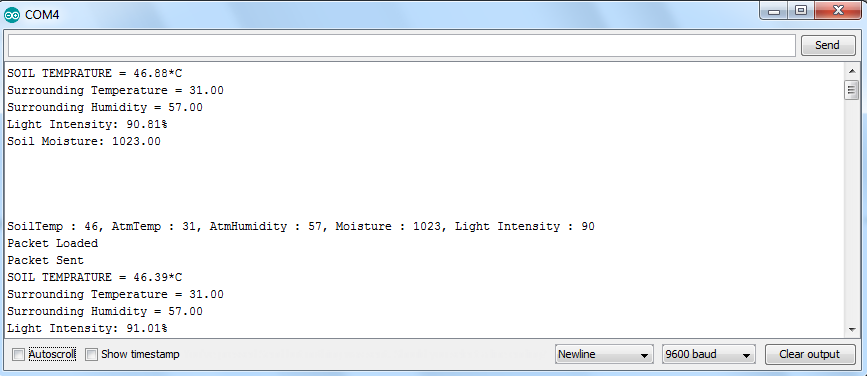 COM4
Send
SOIL TEMPRATURE = 46.88*C
Surrounding Temperature = 31.00
Surrounding Humidity = 57.00
Light Intensity: 90.81%
Soil Moisture: 1023.00
SoilTemp : 46, AtmTemp : 31, AtmHumidity : 57, Moisture : 1023, Light Intensity : 90
Packet Loaded
Packet Sent
SOIL TEMPRATURE = 46.39*C
Surrounding Temperature = 31.00
Surrounding Humidity = 57.00
Light Intensity: 91.01%
Autoscroll Show timestamp Newline 9600 baud Clear output